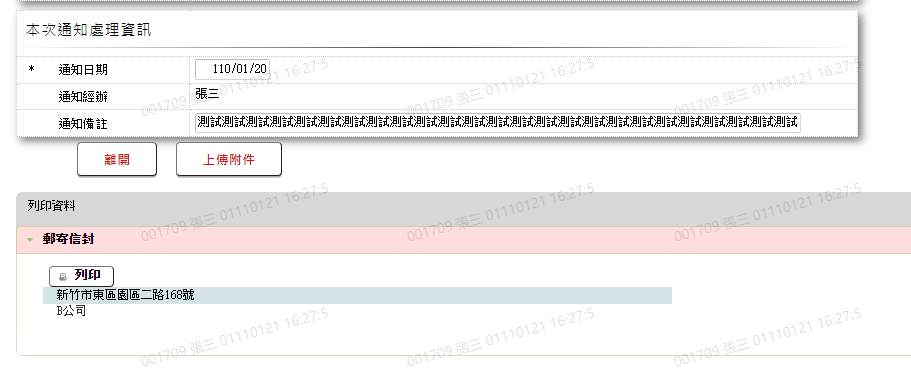 本次通知處理資訊
* 通知日期 110/01/20
通知經辦 張三
通知備註 測試測試測試測試測試測試測試測試測試測試測試測試測試測試測試測試測試測試測試測試測試測試測試測試測試
001709 張三 01110121 16:27:5 001709 張三 01110121 16:27:5 001709 張三 01110121 16:27:5
離開 上傳附件
列印資料
001709 張三 01110121 16:27:5 001709 張三 01110121 16:27:5 001709 張三 01110121 16:27:5
郵寄信封
列印
新竹市東區園區二路168號
B公司
001709 張三 01110121 16:27:5 001709 張三 01110121 16:27:5 001709 張三 01110121 16:27:5